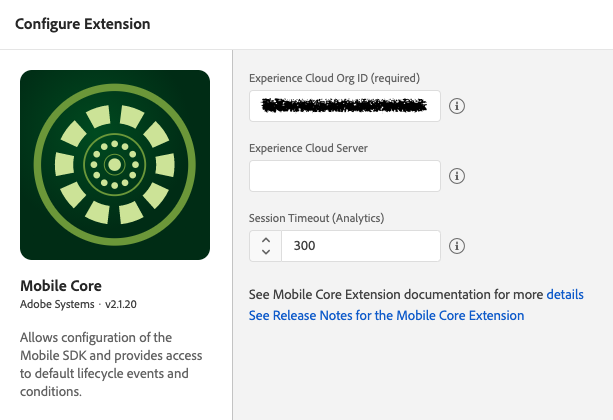 Configure Extension
Mobile Core
Adobe Systems · v2.1.20
Allows configuration of the
Mobile SDK and provides access
to default lifecycle events and
conditions.
Experience Cloud Org ID (required)
Experience Cloud Server
Session Timeout (Analytics)
300
See Mobile Core Extension documentation for more details
See Release Notes for the Mobile Core Extension